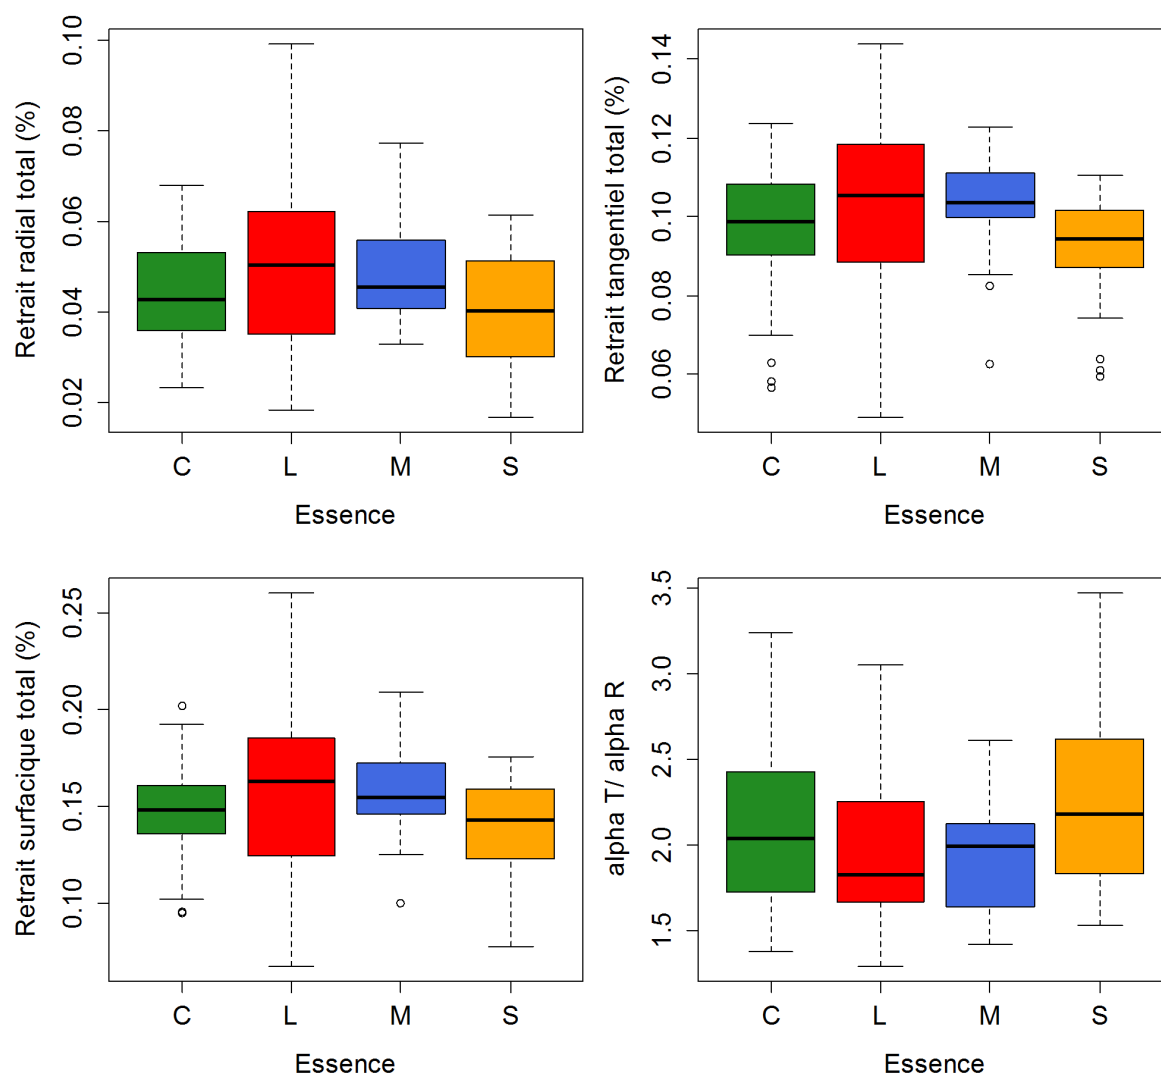 Retrait radial total (%)
0.10
0.08
0.06
0.04
0.02
C L M S
Essence
Retrait tangentiel total (%)
0.14
0.12
0.10
0.08
0.06
C L M S
Essence
Retrait surfacique total (%)
0.25
0.20
0.15
0.10
C L M S
Essence
alpha T/ alpha R
3.5
3.0
2.5
2.0
1.5
C L M S
Essence